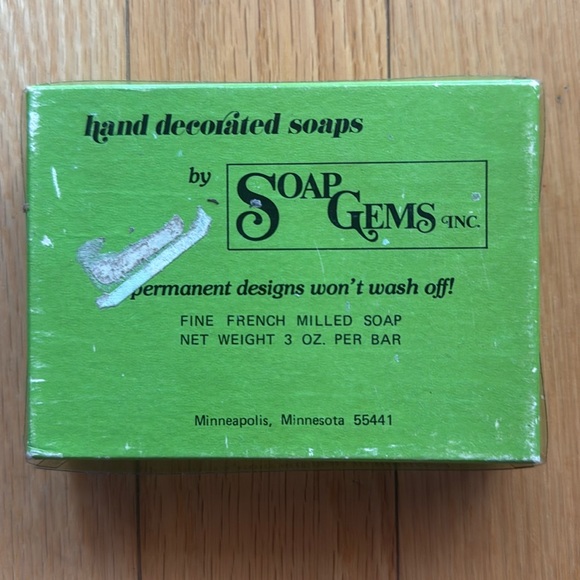 hand decorated soaps
by SOAP GEMS INC.
permanent designs won't wash off!
FINE FRENCH MILLED SOAP
NET WEIGHT 3 OZ. PER BAR
Minneapolis, Minnesota 55441